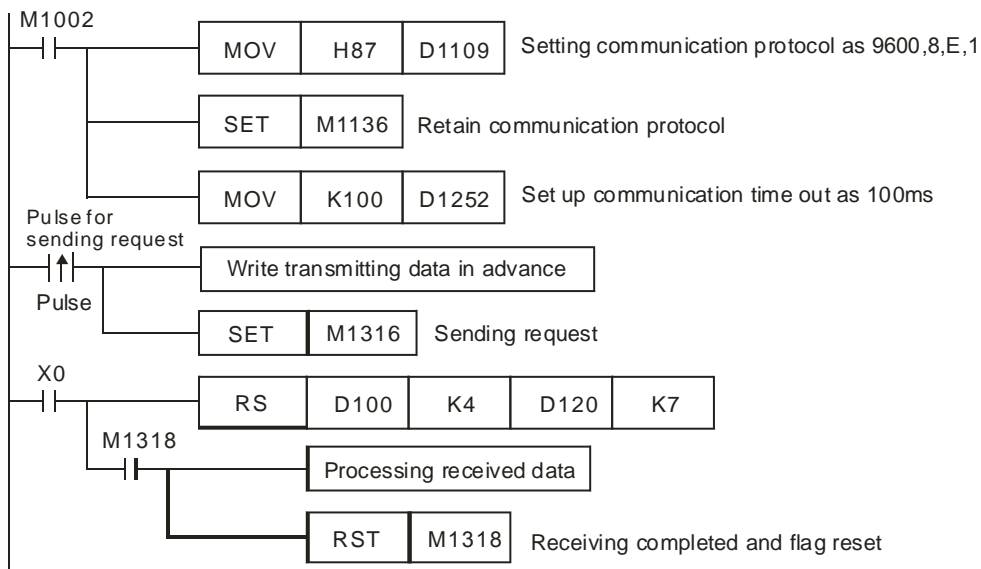 M1002
MOV H87 D1109 Setting communication protocol as 9600,8,E,1
SET M1136 Retain communication protocol
MOV K100 D1252 Set up communication time out as 100ms
Pulse for
sending request
Write transmitting data in advance
Pulse
SET M1316 Sending request
X0
RS D100 K4 D120 K7
M1318
Processing received data
RST M1318 Receiving completed and flag reset